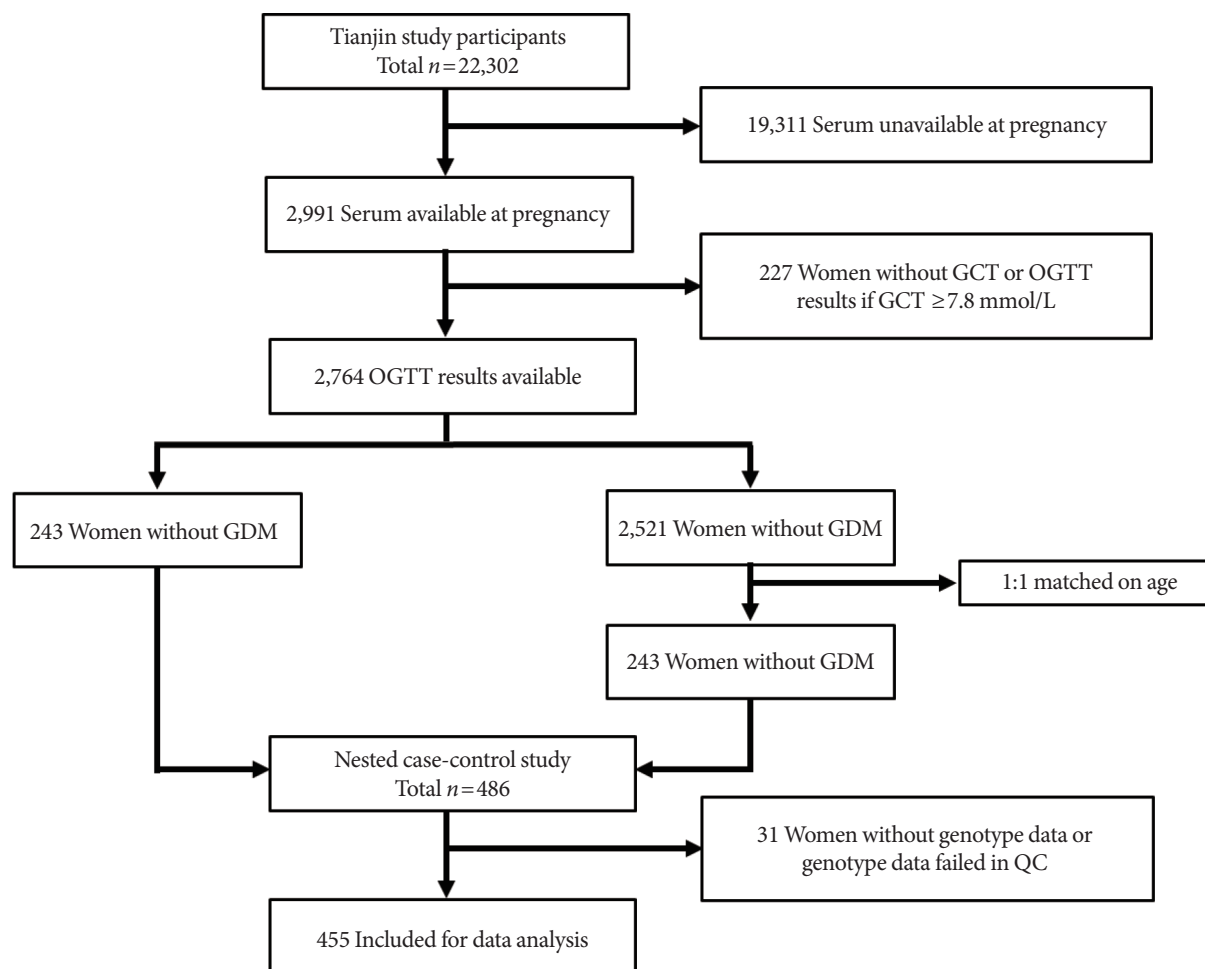 Tianjin study participants
Total n=22,302
19,311 Serum unavailable at pregnancy
2,991 Serum available at pregnancy
227 Women without GCT or OGTT
results if GCT ≥7.8 mmol/L
2,764 OGTT results available
243 Women without GDM
2,521 Women without GDM
1:1 matched on age
243 Women without GDM
Nested case-control study
Total n=486
31 Women without genotype data or
genotype data failed in QC
455 Included for data analysis